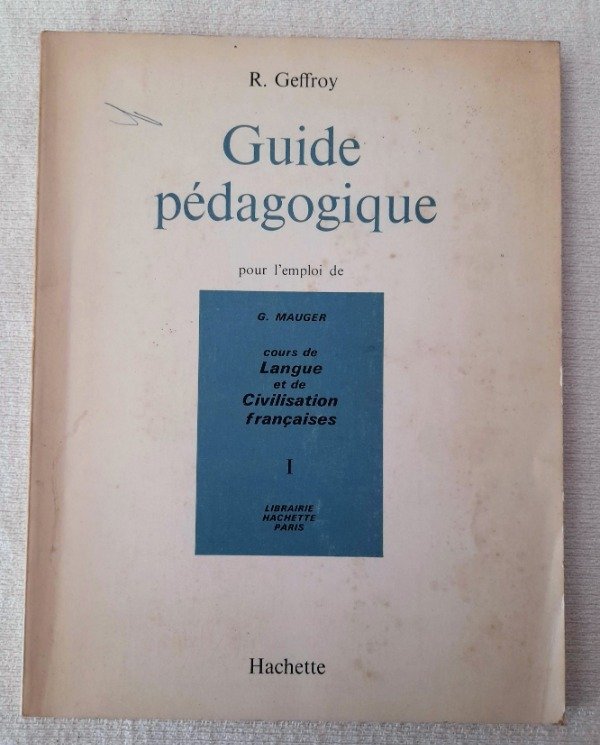 R. Geffroy
Guide
pédagogique
pour l'emploi de
G. MAUGER
cours de
Langue
et de
Civilisation
françaises
I
LIBRAIRIE
HACHETTE
PARIS
Hachette